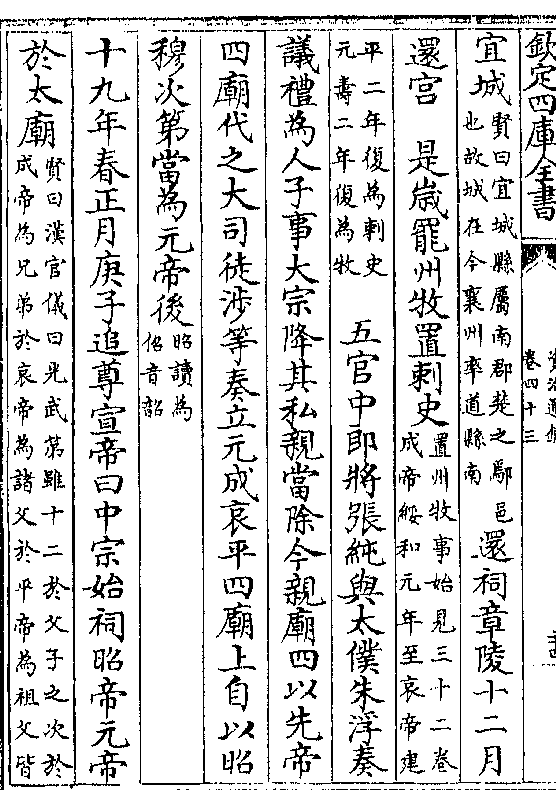 欽定四庫全書
卷四十三
宜城賢曰宜城縣屬南郡楚之鄢邑也故城在今襄州率道縣南還祠章陵十二月
還宮 是歲罷州牧置刺史置州牧事始見三十二卷成帝綏和元年至哀帝建
平二年復為刺史元壽二年復為牧 五官中郎將張純與太僕朱浮奏
議禮為人子事大宗降其私親當除今親廟四以先帝
四廟代之大司徒涉等奏立元成哀平四廟上自以昭
穆次第當為元帝後昭讀為佋音韶
十九年春正月庚子追尊宣帝曰中宗始祠昭帝元帝
於太廟賢曰漢官儀曰光武第雖十二於父子之次於成帝為兄弟於哀帝為諸父於平帝為祖父皆